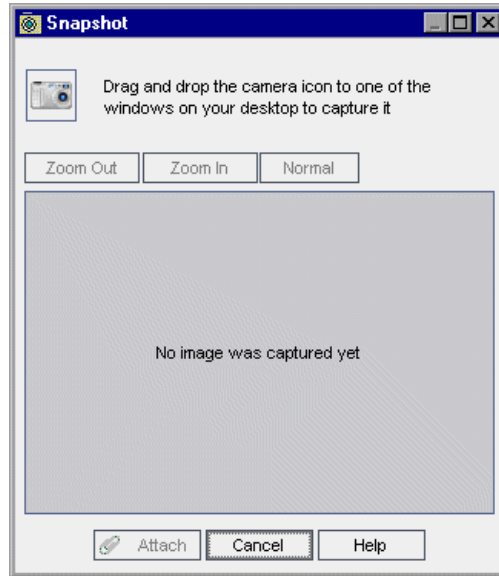 Snapshot
Drag and drop the camera icon to one of the
windows on your desktop to capture it
Zoom Out Zoom In Normal
No image was captured yet
Attach Cancel Help